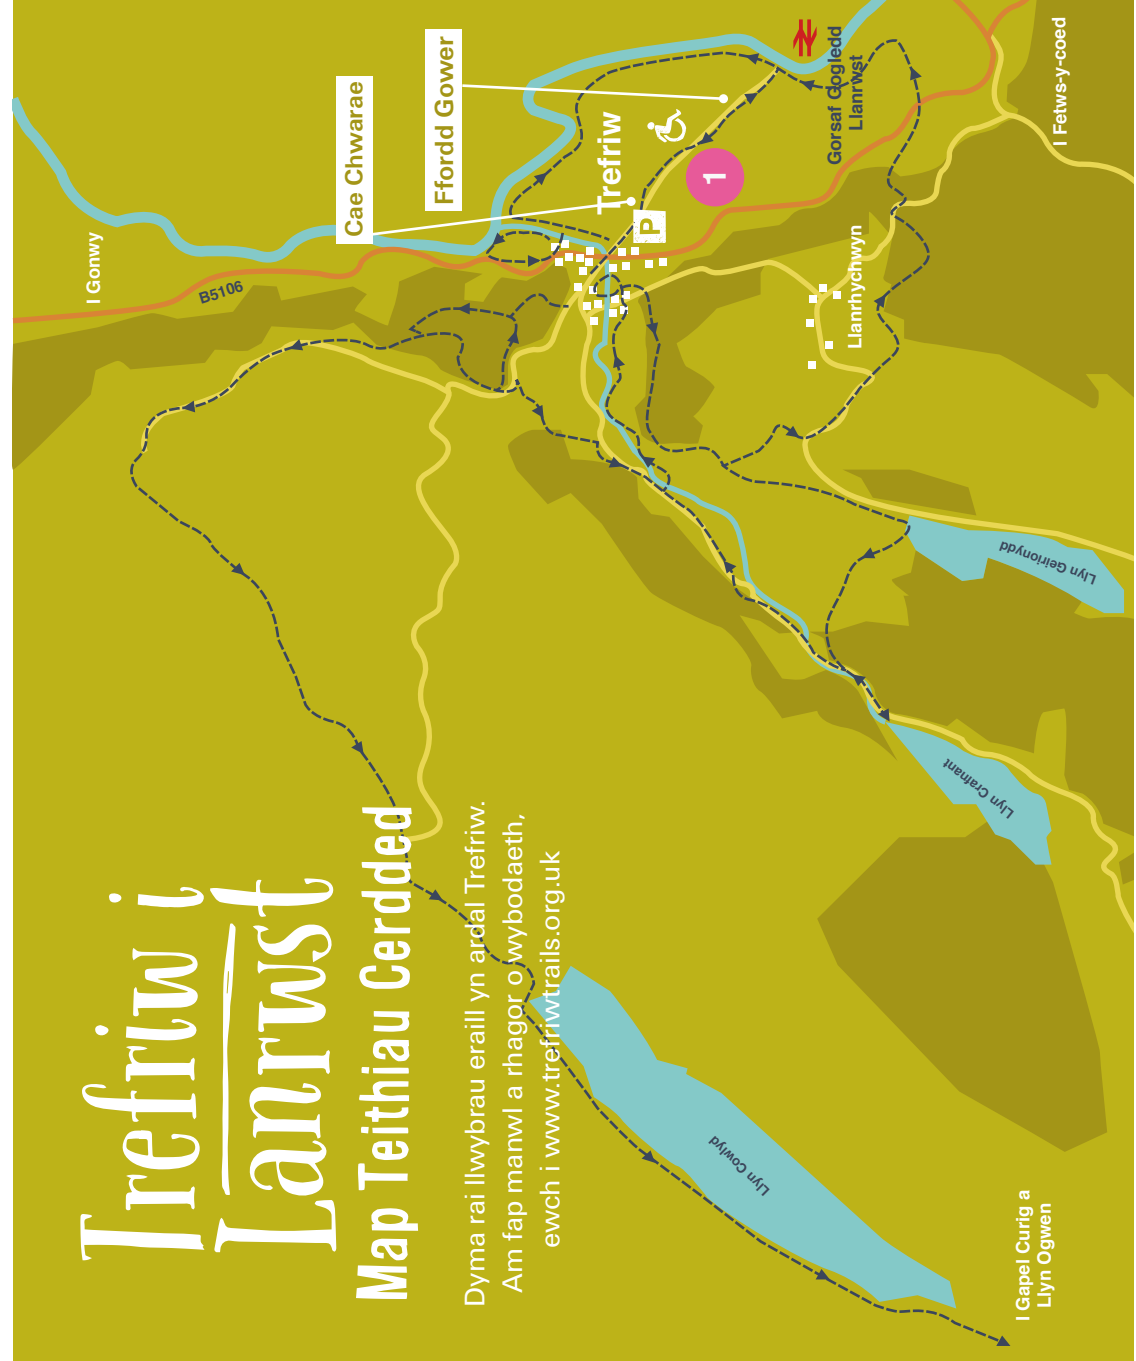 Trefriw i
Llanrwst
Map Teithiau Cerdded
Dyma rai llwybrau eraill yn ardal Trefriw.
Am fap manwl a rhagor o wybodaeth,
ewch i www.trefriwtrails.org.uk
I Gonwy
B5106
Cae Chwarae
Ffordd Gower
Trefriw
P
1
Gorsaf Gogledd
Llanrwst
I Fetws-y-coed
Llanrhychwyn
Llyn Geirionydd
Llyn Crafnant
Llyn Cowlyd
I Gapel Curig a
Llyn Ogwen